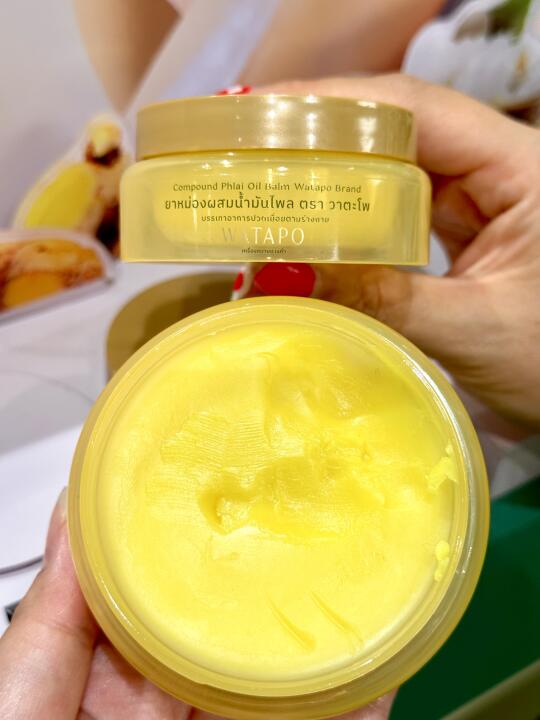 Compound Phlai Oil Balm Watapo Brand
ยาหม่องผสมน้ำมันไพล ตรา วาตะโพ
บรรเทาอาการปวดเมื่อยตามร่างกาย
WATAPO